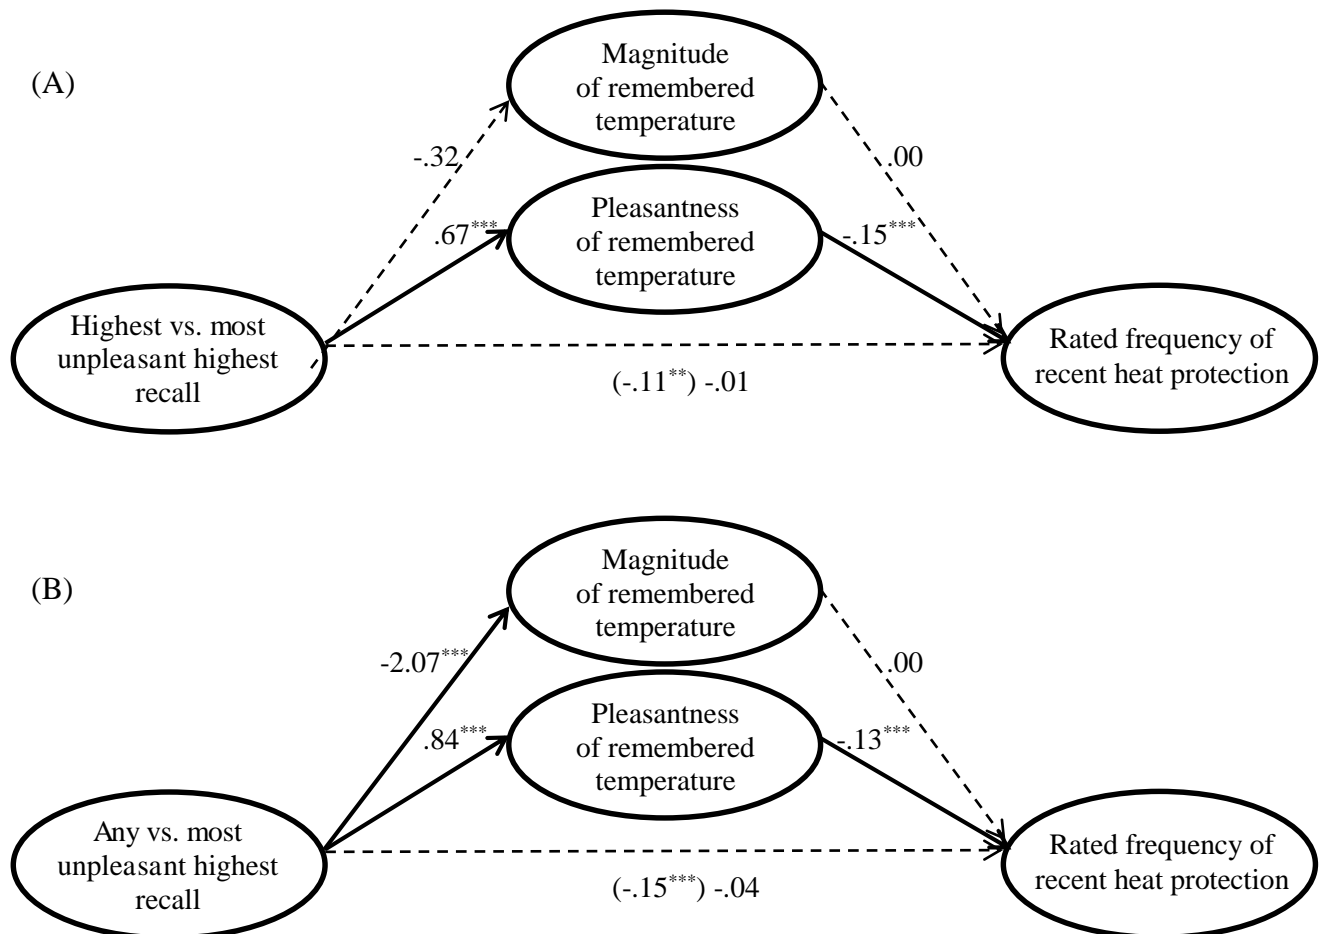 (A)
Magnitude
of remembered
temperature
-.32
.00
Pleasantness
of remembered
temperature
.67***
-.15***
Highest vs. most
unpleasant highest
recall
Rated frequency of
recent heat protection
(-.11**) -.01
(B)
Magnitude
of remembered
temperature
-2.07***
.00
Pleasantness
of remembered
temperature
.84***
-.13***
Any vs. most
unpleasant highest
recall
Rated frequency of
recent heat protection
(-.15***) -.04